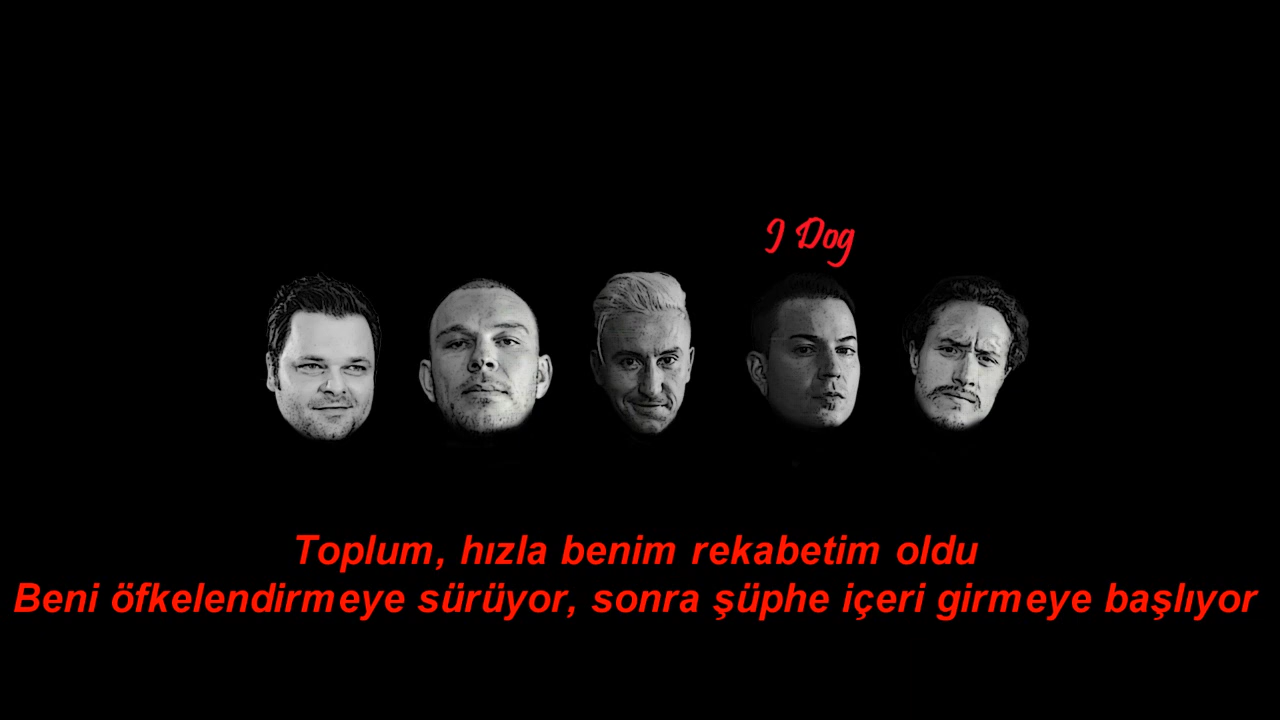 J Dog
Toplum, hızla benim rekabetim oldu
Beni öfkelendirmeye sürüyor, sonra şüphe içeri girmeye başlıyor